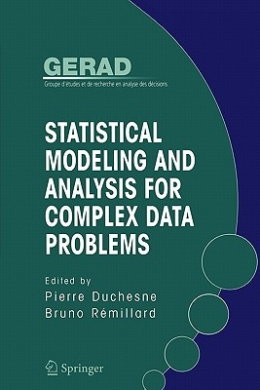 GERAD
Groupe d'études et de recherche en analyse des décisions
STATISTICAL
MODELING AND
ANALYSIS FOR
COMPLEX DATA
PROBLEMS
Edited by
Pierre Duchesne
Bruno Rémillard
Springer